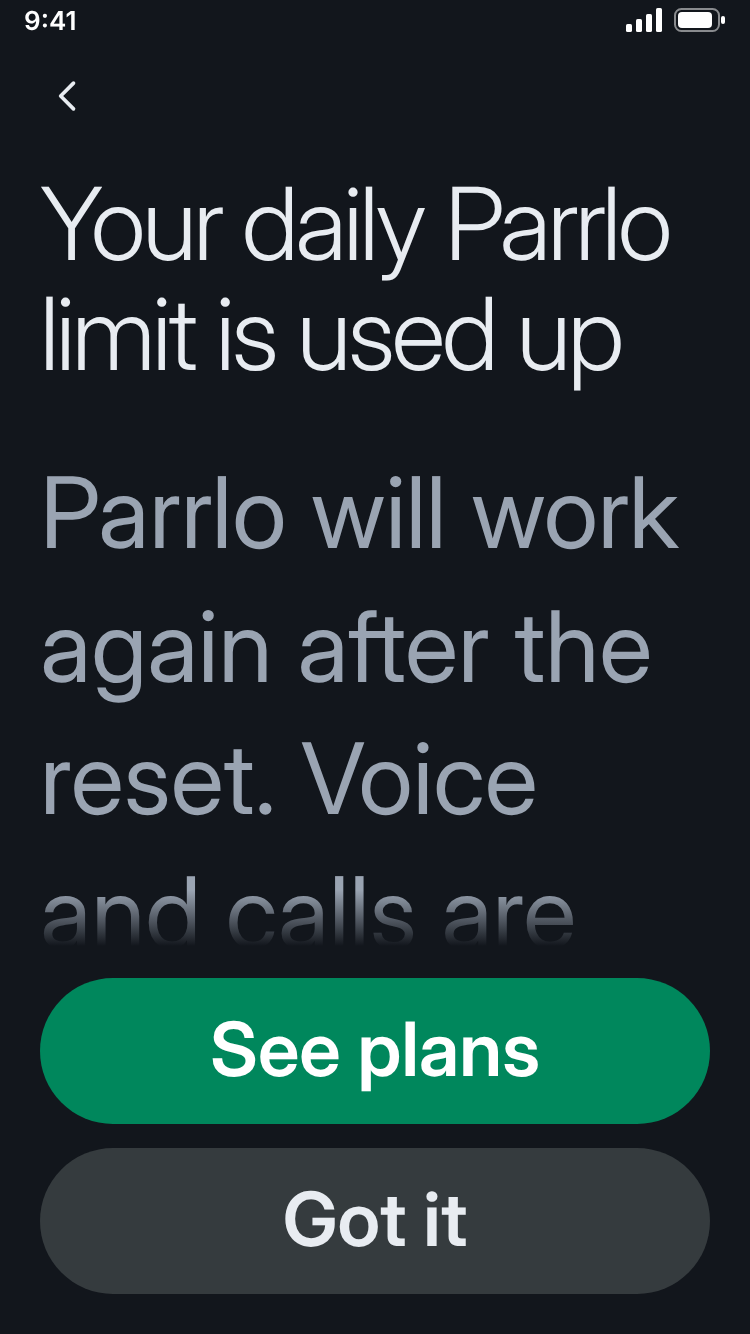 9:41
Your daily Parrlo
limit is used up
Parrlo will work
again after the
reset. Voice
and calls are
See plans
Got it